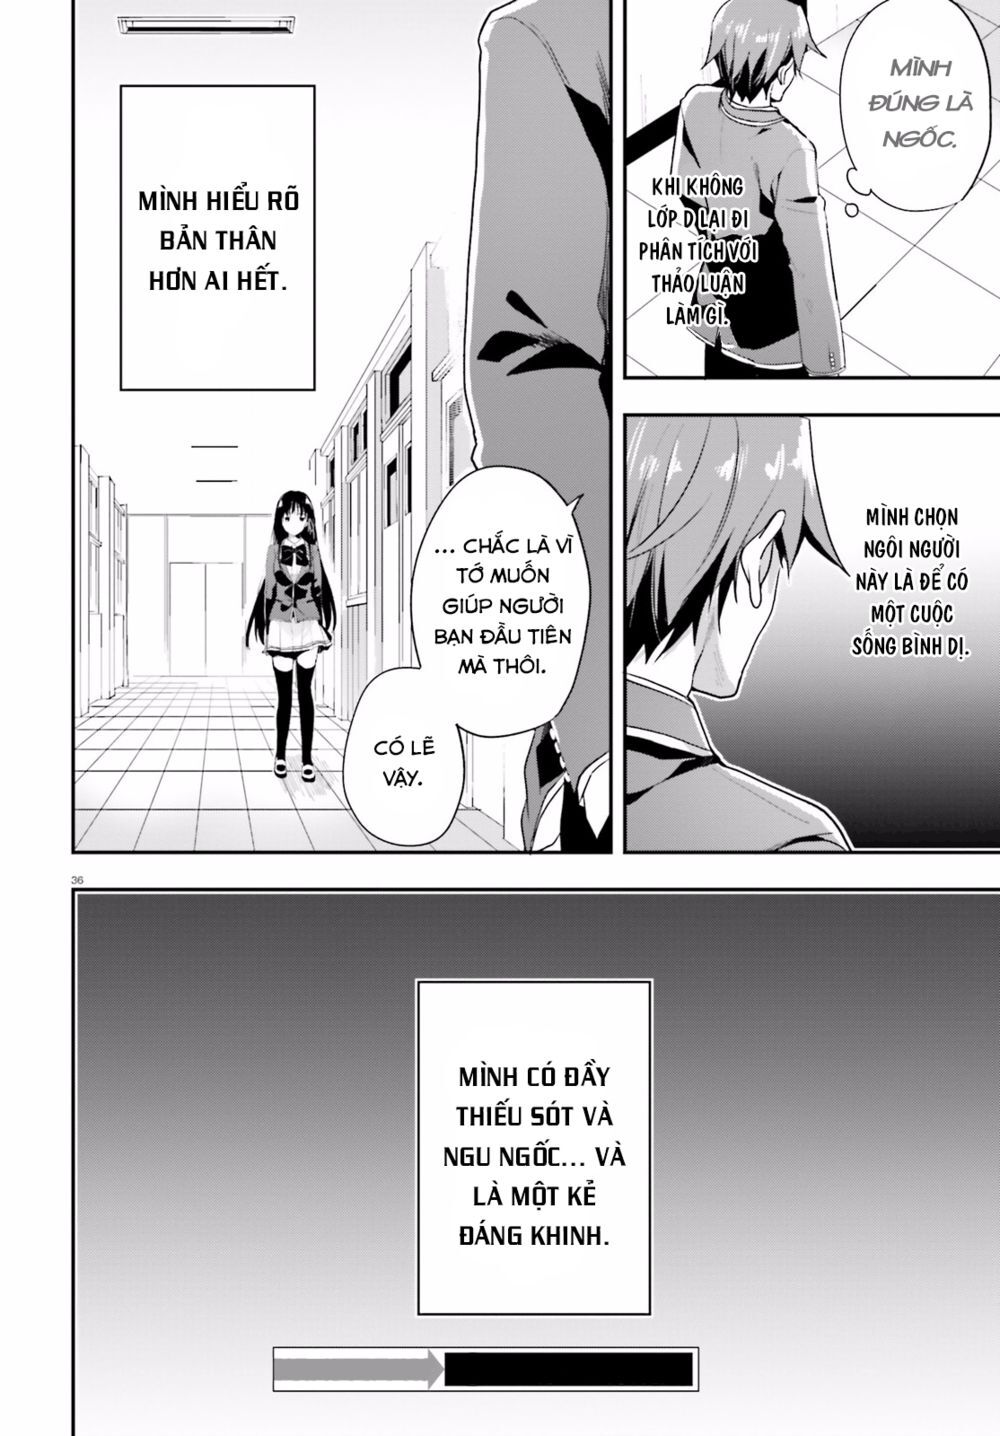 MÌNH
ĐÚNG LÀ
NGỐC.
KHI KHÔNG
LỚP D LẠI ĐI
PHÂN TÍCH VỚI
THẢO LUẬN
LÀM GÌ.
MÌNH CHỌN
NGÔI NGƯỜI
NÀY LÀ ĐỂ CÓ
MỘT CUỘC
SỐNG BÌNH DỊ.
... CHẮC LÀ VÌ
TỚ MUỐN
GIÚP NGƯỜI
BẠN ĐẦU TIÊN
MÀ THÔI.
CÓ LẼ
VẬY.
MÌNH HIỂU RÕ
BẢN THÂN
HƠN AI HẾT.
36
MÌNH CÓ ĐẦY
THIẾU SÓT VÀ
NGU NGỐC... VÀ
LÀ MỘT KẺ
ĐÁNG KHINH.